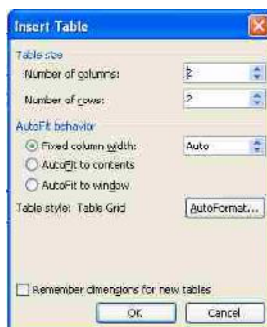 Insert Table
Table size
Number of columns: 2
Number of rows: 2
AutoFit behavior
Fixed column width: Auto
AutoFit to contents
AutoFit to window
Table style: Table Grid AutoFormat...
Remember dimensions for new tables
OK Cancel